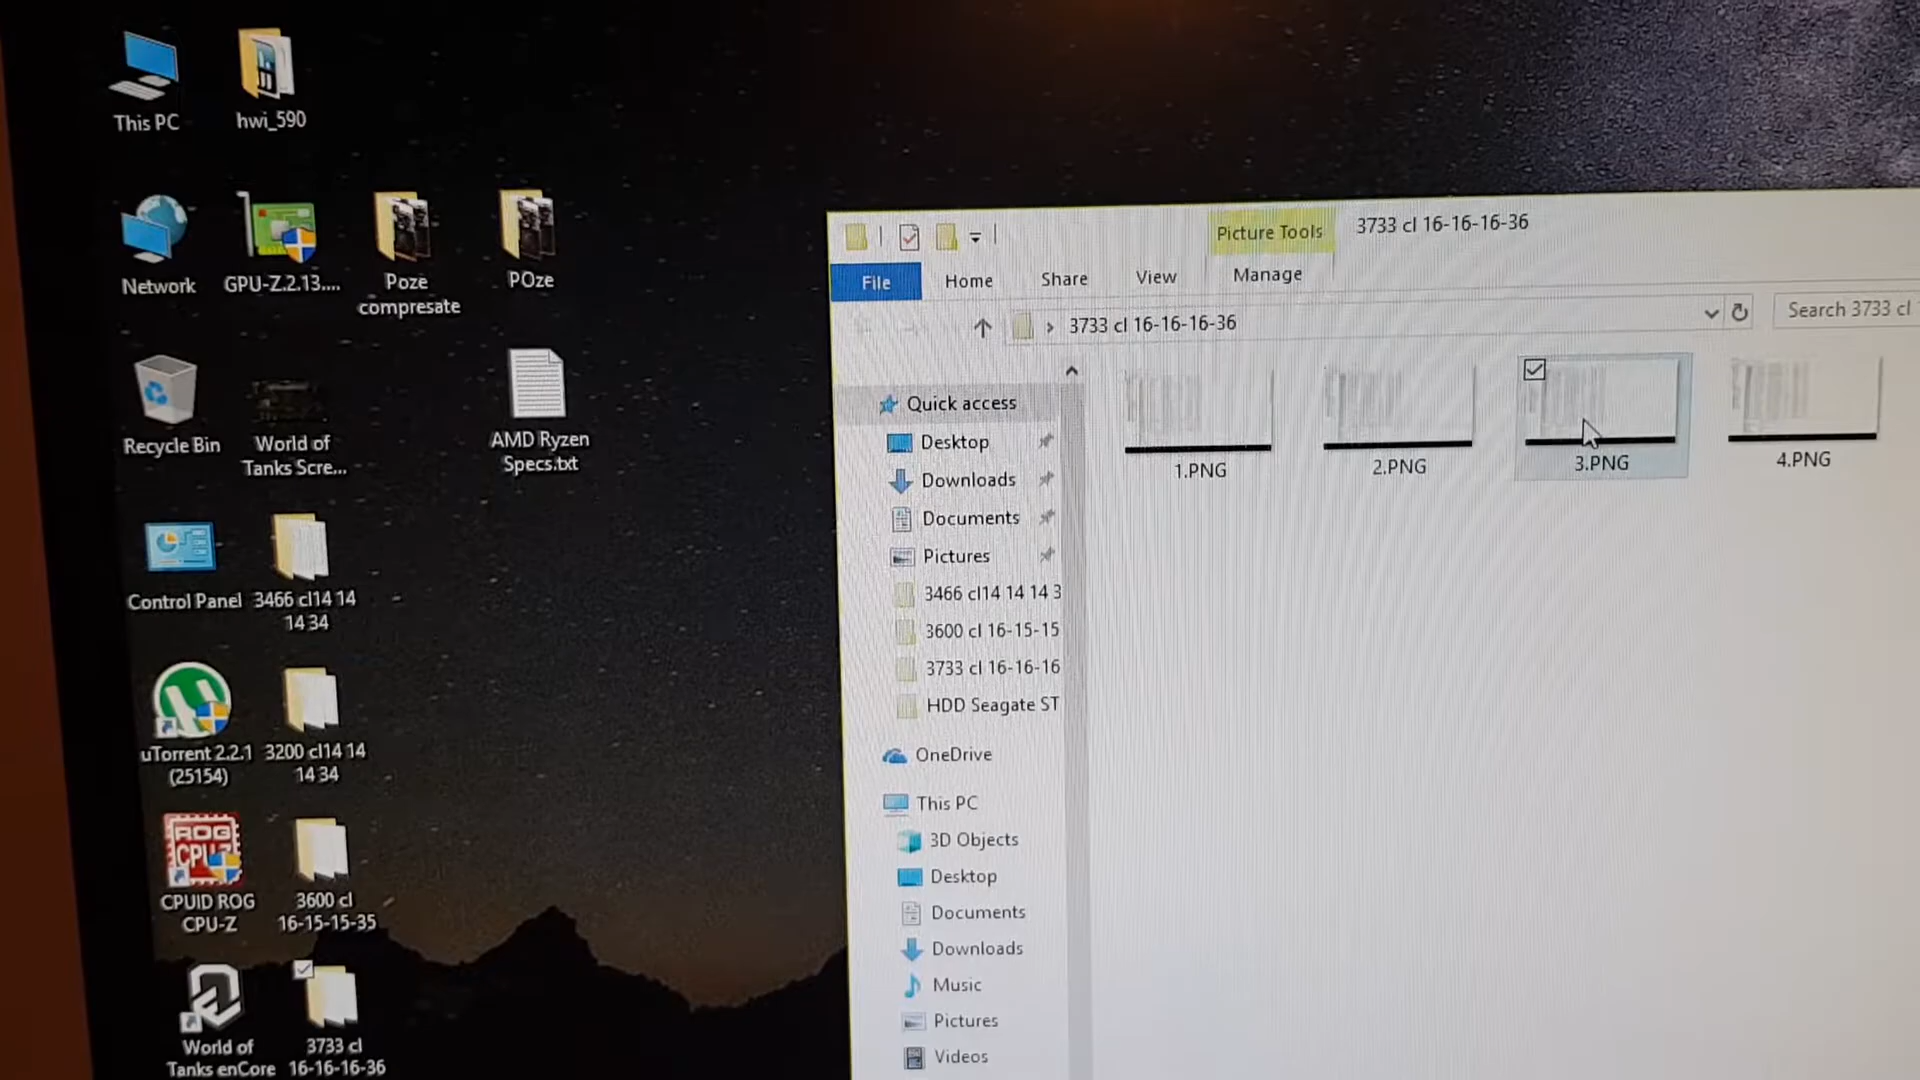 This PC
hwi_590
Network
GPU-Z.2.13....
Poze
compresate
POze
Recycle Bin
World of
Tanks Scre...
AMD Ryzen
Specs.txt
Control Panel
3466 cl14 14
14 34
uTorrent 2.2.1
(25154)
3200 cl14 14
14 34
ROG
CPU-Z
CPUID ROG
CPU-Z
3600 cl
16-15-15-35
World of
Tanks enCore
3733 cl
16-16-16-36
Picture Tools
3733 cl 16-16-16-36
File
Home
Share
View
Manage
3733 cl 16-16-16-36
Search 3733 cl
Quick access
Desktop
Downloads
Documents
Pictures
3466 cl14 14 14 3
3600 cl 16-15-15
3733 cl 16-16-16
HDD Seagate ST
OneDrive
This PC
3D Objects
Desktop
Documents
Downloads
Music
Pictures
Videos
1.PNG
2.PNG
3.PNG
4.PNG